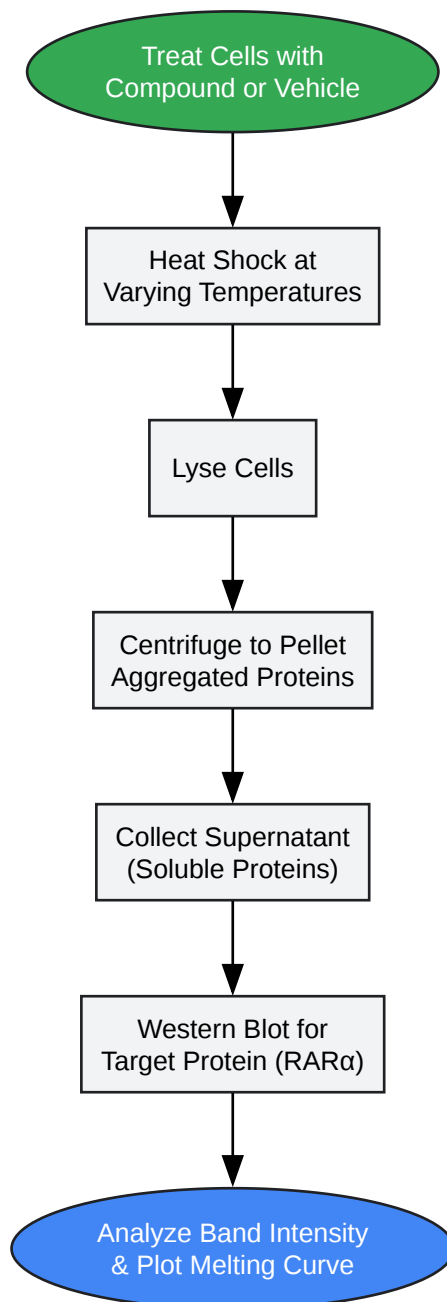 Treat Cells with
Compound or Vehicle
Heat Shock at
Varying Temperatures
Lyse Cells
Centrifuge to Pellet
Aggregated Proteins
Collect Supernatant
(Soluble Proteins)
Western Blot for
Target Protein (RARα)
Analyze Band Intensity
& Plot Melting Curve